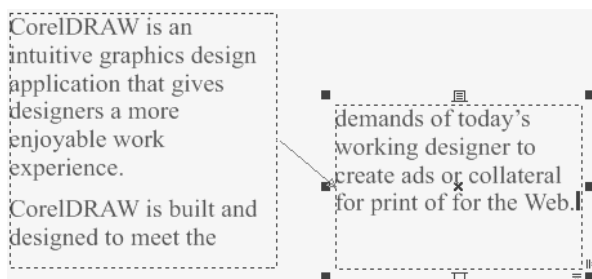 CorelDRAW is an
intuitive graphics design
application that gives
designers a more
enjoyable work
experience.
CorelDRAW is built and
designed to meet the
demands of today's
working designer to
create ads or collateral
for print of for the Web.